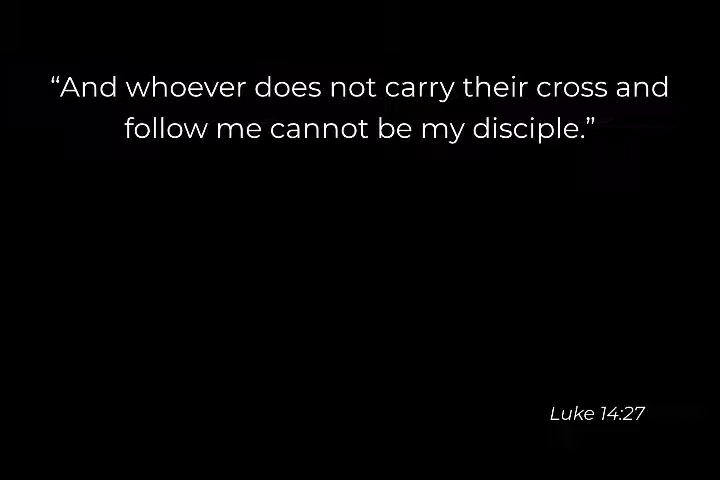 “And whoever does not carry their cross and
follow me cannot be my disciple.”
Luke 14:27